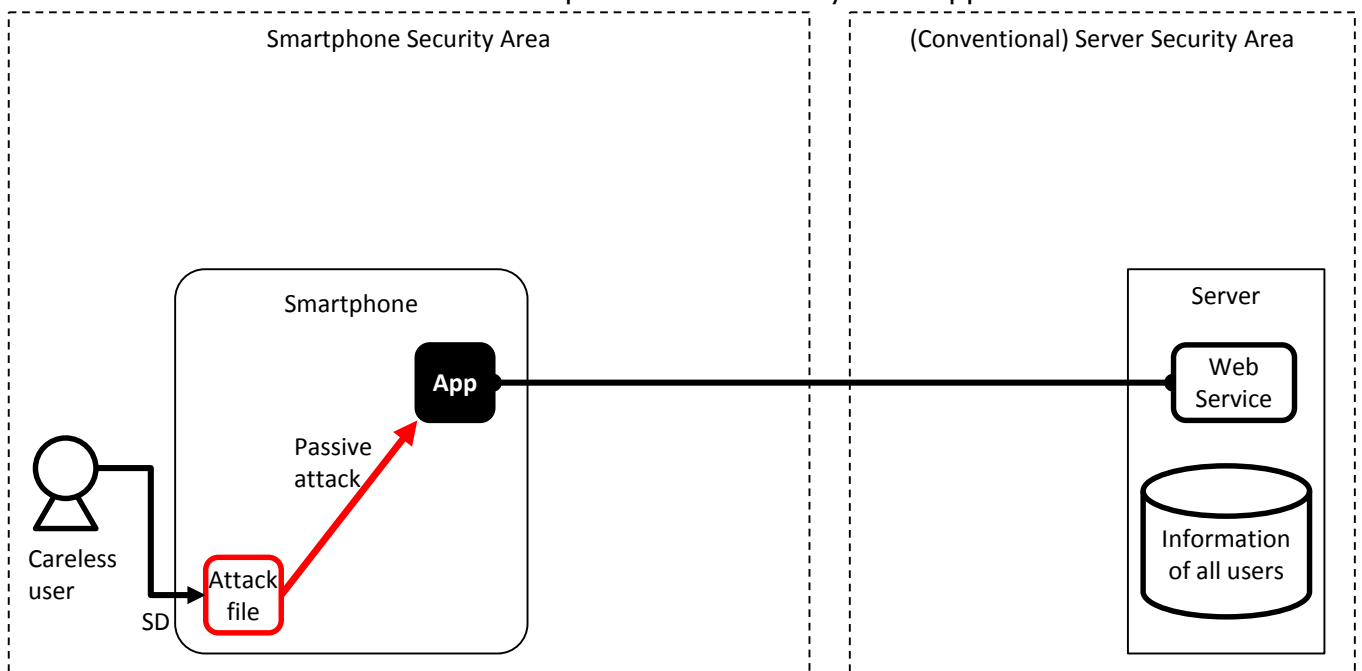 Smartphone Security Area
(Conventional) Server Security Area
Smartphone
Server
App
Web
Service
Passive
attack
Careless
user
Attack
file
SD
Information
of all users